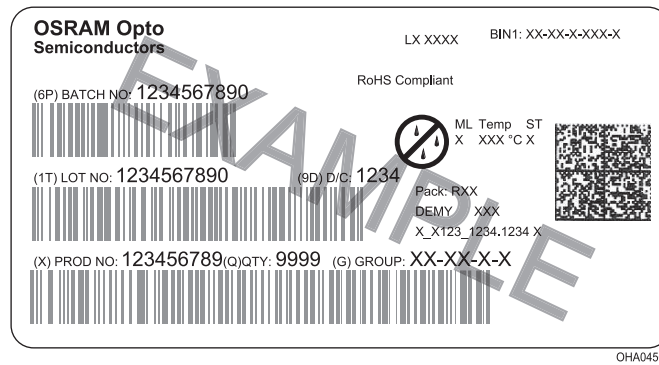 OSRAM Opto
Semiconductors
LX XXXX
BIN1: XX-XX-X-XXX-X
RoHS Compliant
(6P) BATCH NO: 1234567890
ML Temp ST
X XXX °C X
(1T) LOT NO: 1234567890 (9D) D/C: 1234
Pack: RXX
DEMY XXX
X_X123_1234.1234 X
(X) PROD NO: 123456789(Q)QTY: 9999 (G) GROUP: XX-XX-X-X
EXAMPLE
OHA045